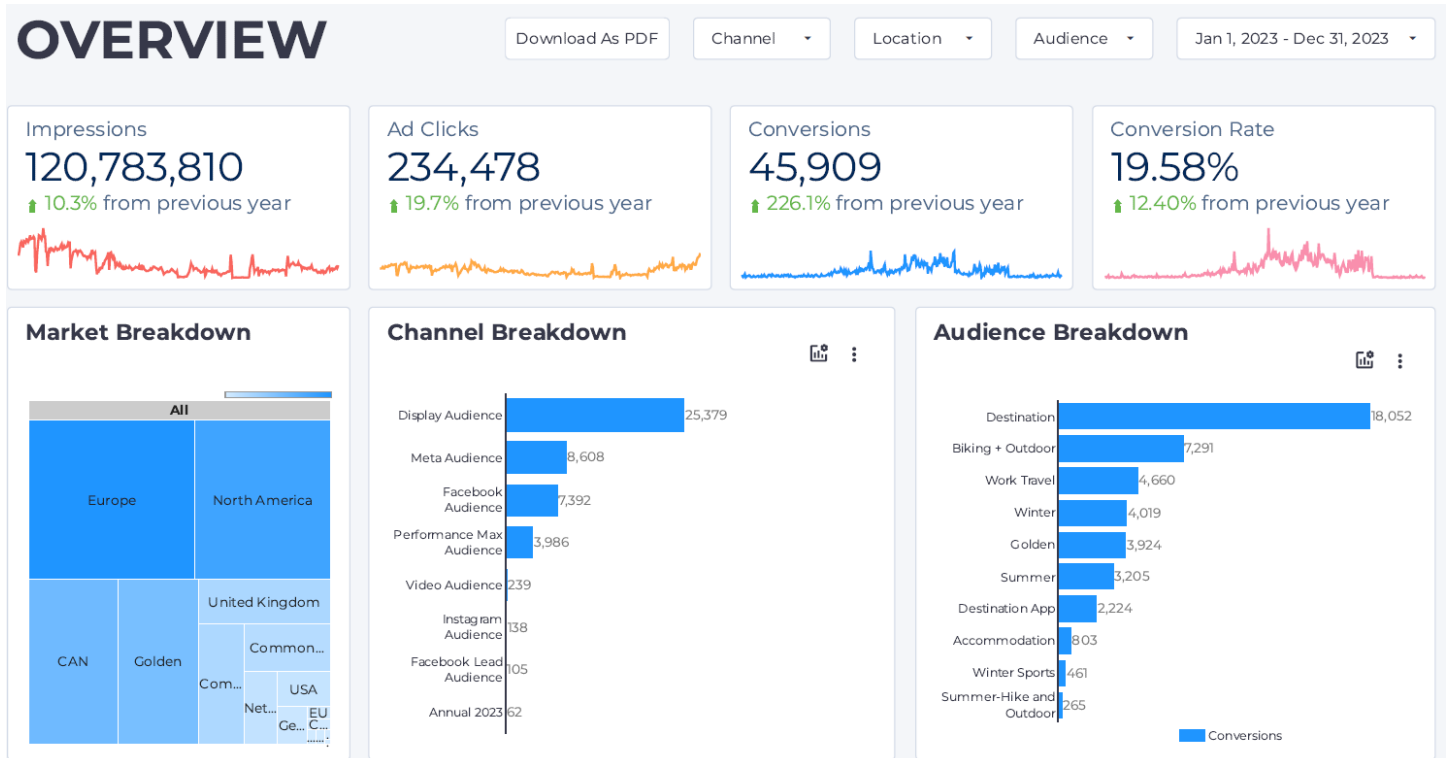 OVERVIEW
Download As PDF
Channel
Location
Audience
Jan 1, 2023 - Dec 31, 2023
Impressions
120,783,810
10.3% from previous year
Ad Clicks
234,478
19.7% from previous year
Conversions
45,909
226.1% from previous year
Conversion Rate
19.58%
12.40% from previous year
Market Breakdown
All
Europe
North America
CAN
Golden
United Kingdom
Com...
Common...
Net...
USA
Ge...
EU
C...
Channel Breakdown
Display Audience 25,379
Meta Audience 8,608
Facebook
Audience 7,392
Performance Max
Audience 3,986
Video Audience 239
Instagram
Audience 138
Facebook Lead
Audience 105
Annual 2023 62
Audience Breakdown
Destination 18,052
Biking + Outdoor 7,291
Work Travel 4,660
Winter 4,019
Golden 3,924
Summer 3,205
Destination App 2,224
Accommodation 803
Winter Sports 461
Summer-Hike and
Outdoor 265
Conversions